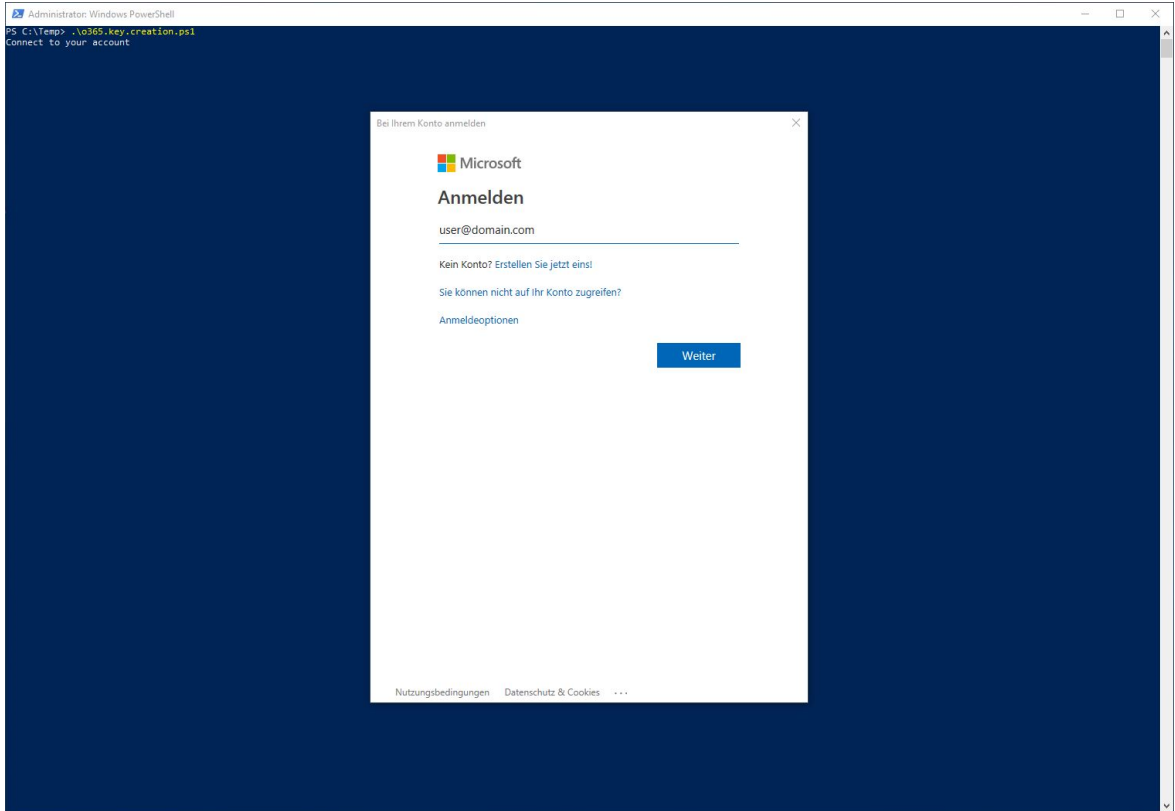 Administrator: Windows PowerShell
PS C:\Temp> .\o365.key.creation.ps1
Connect to your account
Bei Ihrem Konto anmelden
Microsoft
Anmelden
user@domain.com
Kein Konto? Erstellen Sie jetzt eins!
Sie können nicht auf Ihr Konto zugreifen?
Anmeldeoptionen
Weiter
Nutzungsbedingungen Datenschutz & Cookies ...